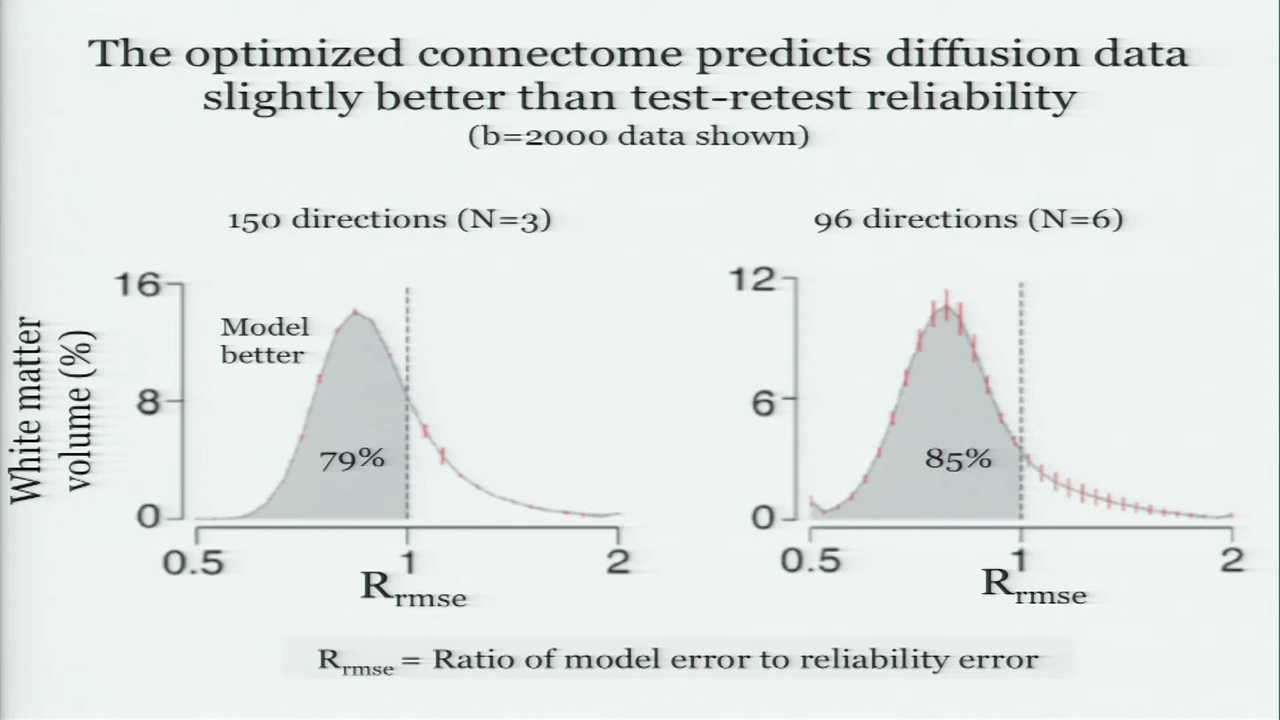 The optimized connectome predicts diffusion data
slightly better than test-retest reliability
(b=2000 data shown)
150 directions (N=3)
96 directions (N=6)
White matter
volume (%)
16
8
0
Model
better
79%
0.5
1
2
Rrmse
12
6
0
85%
0.5
1
2
Rrmse
Rrmse = Ratio of model error to reliability error